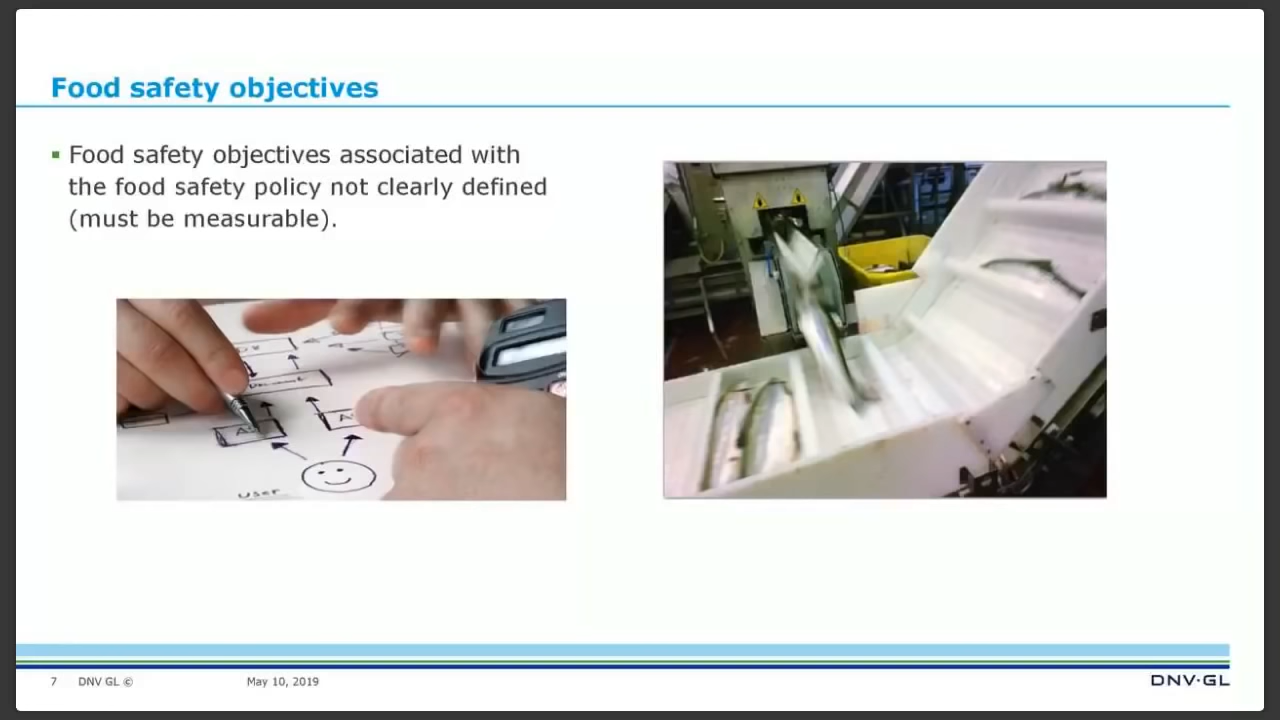 Food safety objectives
▪ Food safety objectives associated with
the food safety policy not clearly defined
(must be measurable).
user
7 DNV GL © May 10, 2019
DNV·GL